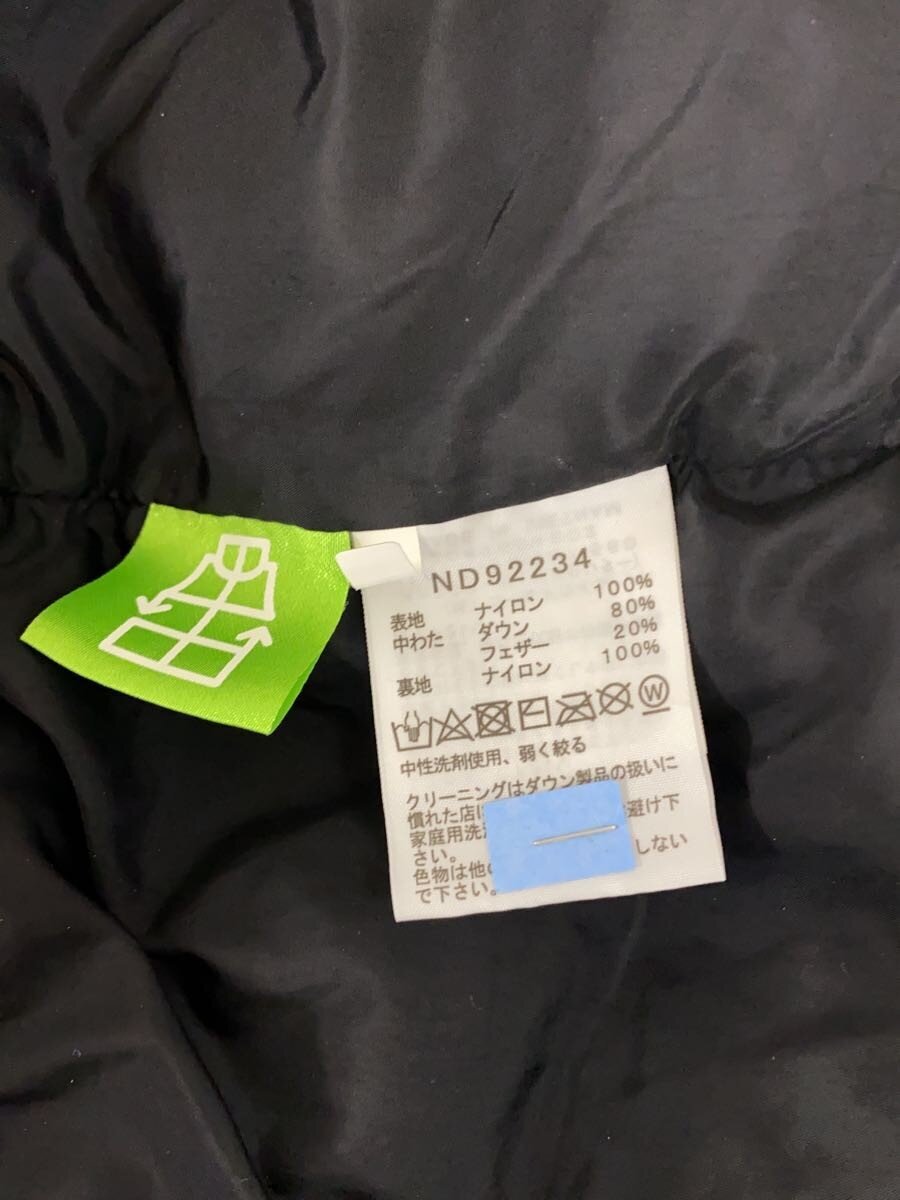 ND92234
表地 ナイロン 100%
中わた ダウン 80%
フェザー 20%
裏地 ナイロン 100%
W
中性洗剤使用、弱く絞る
クリーニングはダウン製品の扱いに
慣れた店 避け下
家庭用洗
さい。 しない
色物は他
で下さい。